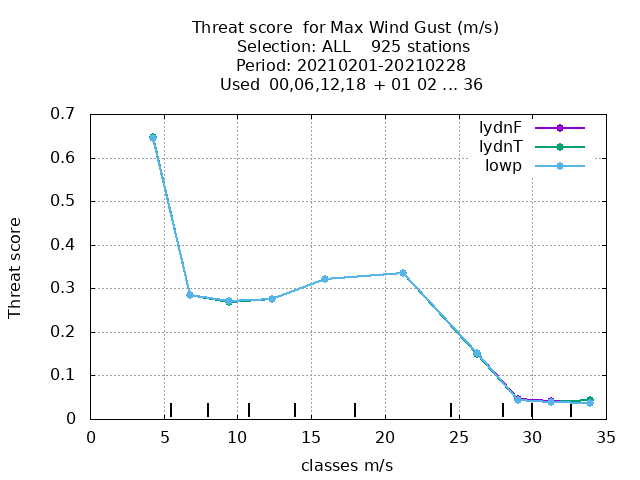 Threat score  for Max Wind Gust (m/s)
Selection: ALL    925 stations
Period: 20210201-20210228
Used  00,06,12,18  + 01 02 ... 36
0.7
0.6
0.5
0.4
0.3
0.2
0.1
0
Threat score
lydnF
lydnT
lowp
0 5 10 15 20 25 30 35
classes m/s